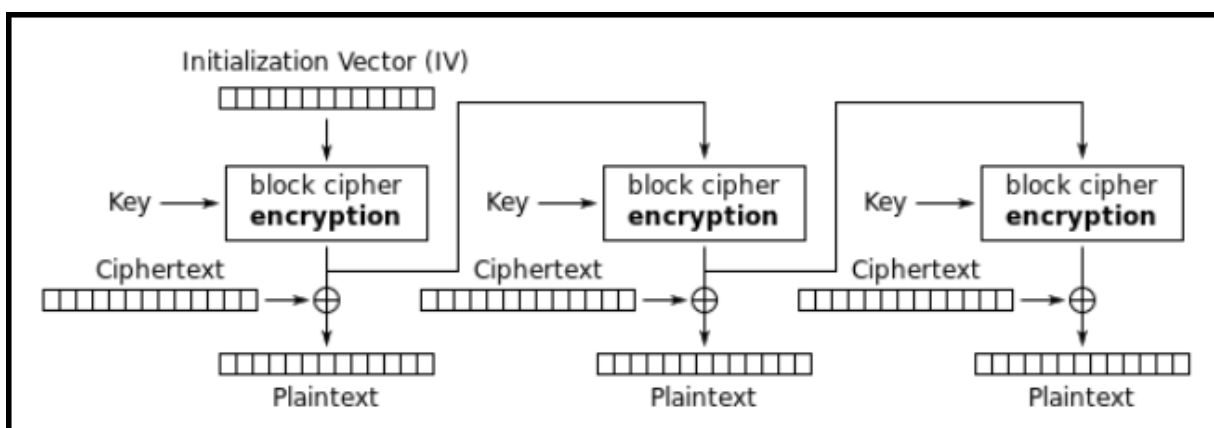 Initialization Vector (IV)
Key
block cipher
encryption
Ciphertext
Plaintext
Key
block cipher
encryption
Ciphertext
Plaintext
Key
block cipher
encryption
Ciphertext
Plaintext